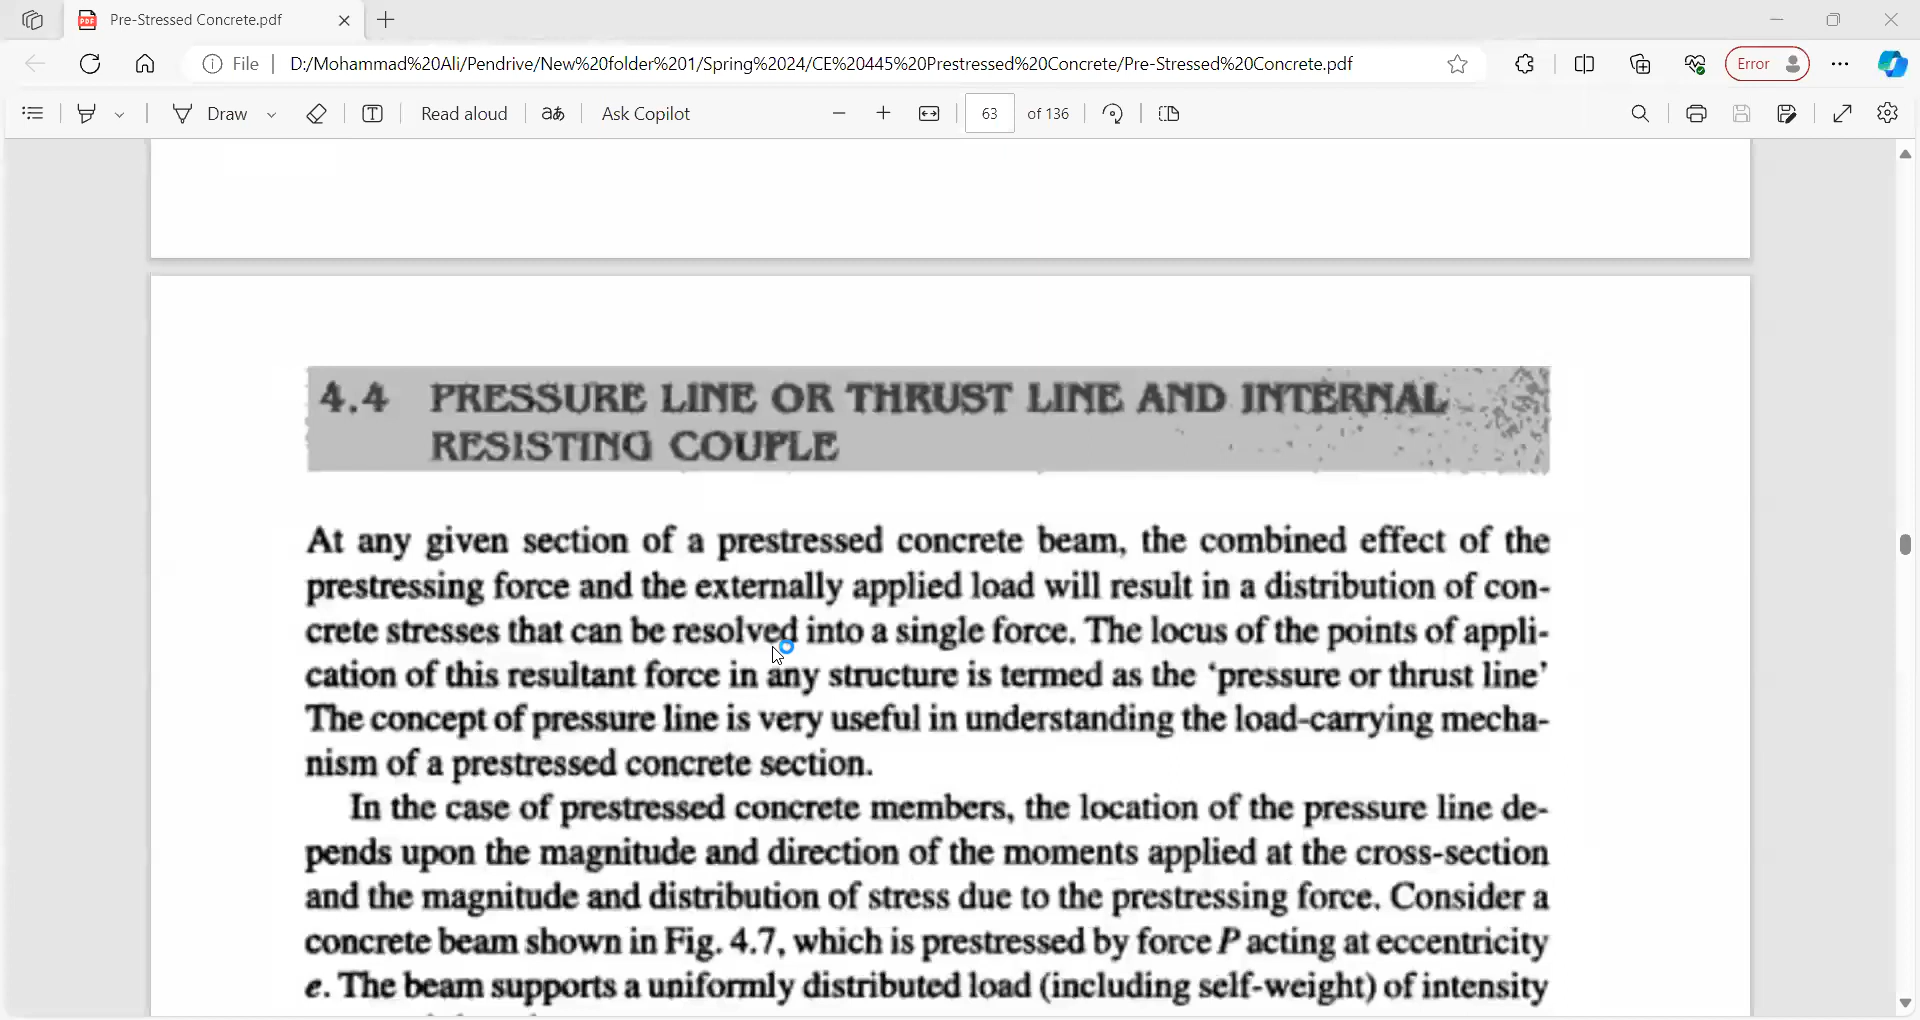 Pre-Stressed Concrete.pdf
File
D:/Mohammad%20Ali/Pendrive/New%20folder%201/Spring%2024/CE%20445%20Prestressed%20Concrete/Pre-Stressed%20Concrete.pdf
Error
Draw
Read aloud
aあ
Ask Copilot
63
of 136
4.4 PRESSURE LINE OR THRUST LINE AND INTERNAL
RESISTING COUPLE
At any given section of a prestressed concrete beam, the combined effect of the
prestressing force and the externally applied load will result in a distribution of con-
crete stresses that can be resolved into a single force. The locus of the points of appli-
cation of this resultant force in any structure is termed as the ‘pressure or thrust line’
The concept of pressure line is very useful in understanding the load-carrying mecha-
nism of a prestressed concrete section.
In the case of prestressed concrete members, the location of the pressure line de-
pends upon the magnitude and direction of the moments applied at the cross-section
and the magnitude and distribution of stress due to the prestressing force. Consider a
concrete beam shown in Fig. 4.7, which is prestressed by force P acting at eccentricity
e. The beam supports a uniformly distributed load (including self-weight) of intensity